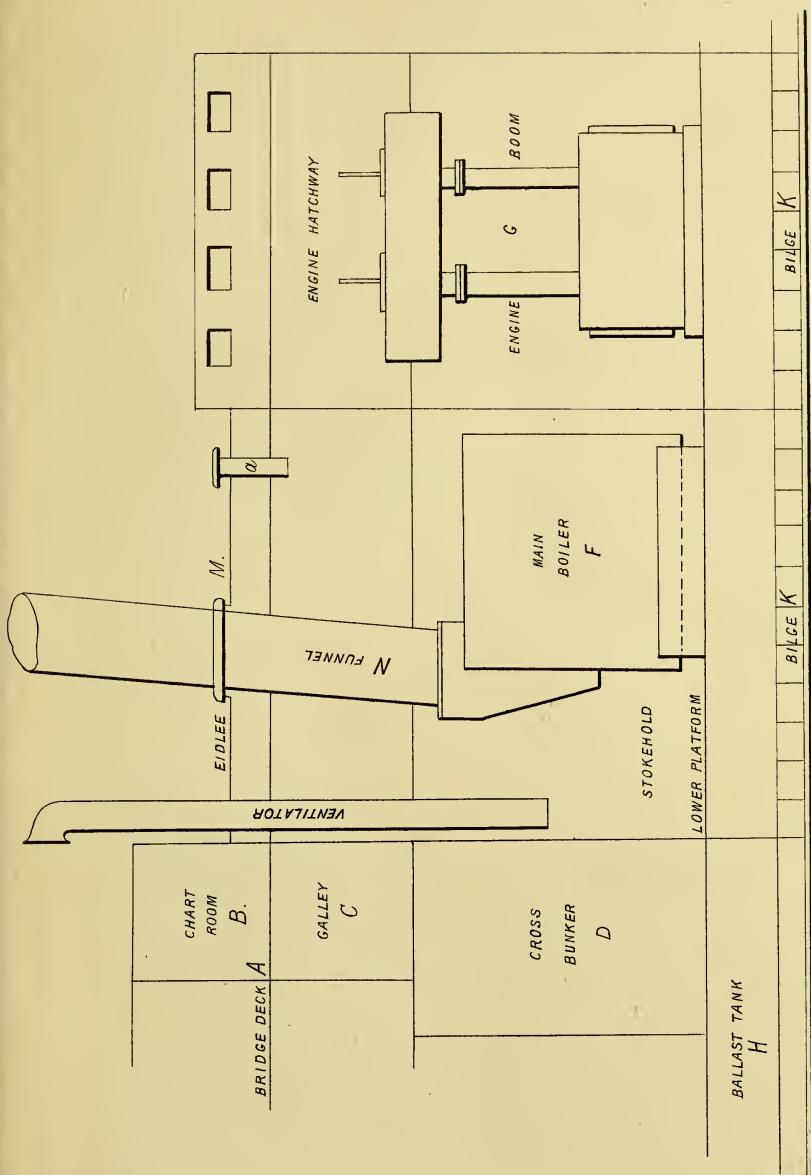 CHART
ROOM
B.
BRIDGE DECK A
GALLEY
C
CROSS
BUNKER
D
BALLAST TANK
H
VENTILATOR
EIDLEE M.
N FUNNEL
a
STOKEHOLD
LOWER PLATFORM
MAIN
BOILER
F
BILGE K
ENGINE HATCHWAY
ENGINE G BOOM
BILGE K